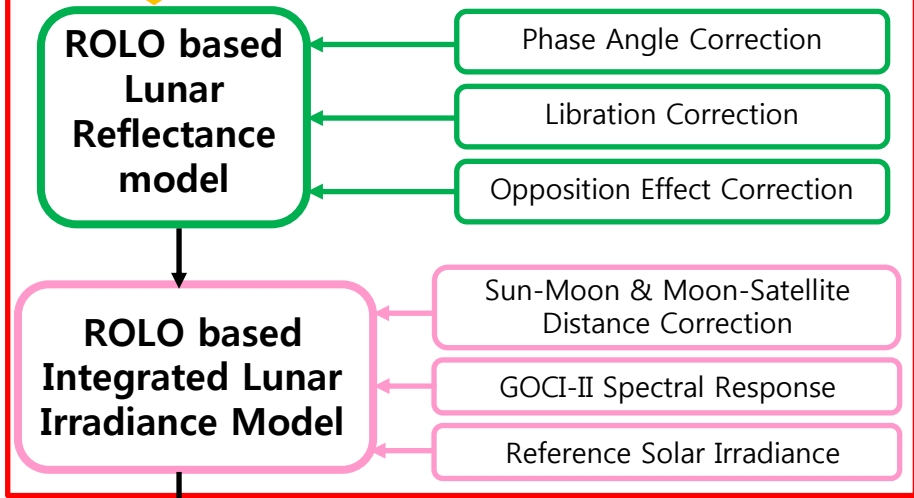 ROLO based
Lunar
Reflectance
model
Phase Angle Correction
Libration Correction
Opposition Effect Correction
ROLO based
Integrated Lunar
Irradiance Model
Sun-Moon & Moon-Satellite
Distance Correction
GOCI-II Spectral Response
Reference Solar Irradiance